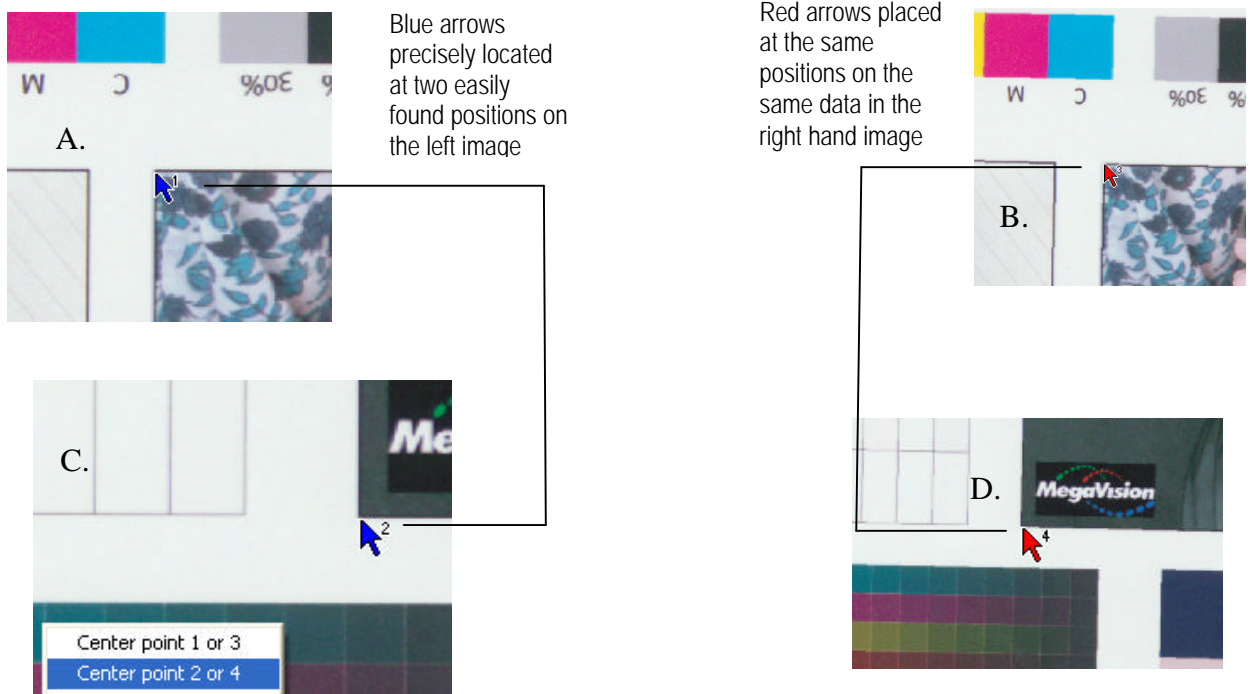 Blue arrows
precisely located
at two easily
found positions on
the left image
Red arrows placed
at the same
positions on the
same data in the
right hand image
M C 30% %
A.
1
M C 30% %
3
B.
Me
C.
2
Center point 1 or 3
Center point 2 or 4
MegaVision
D.
4